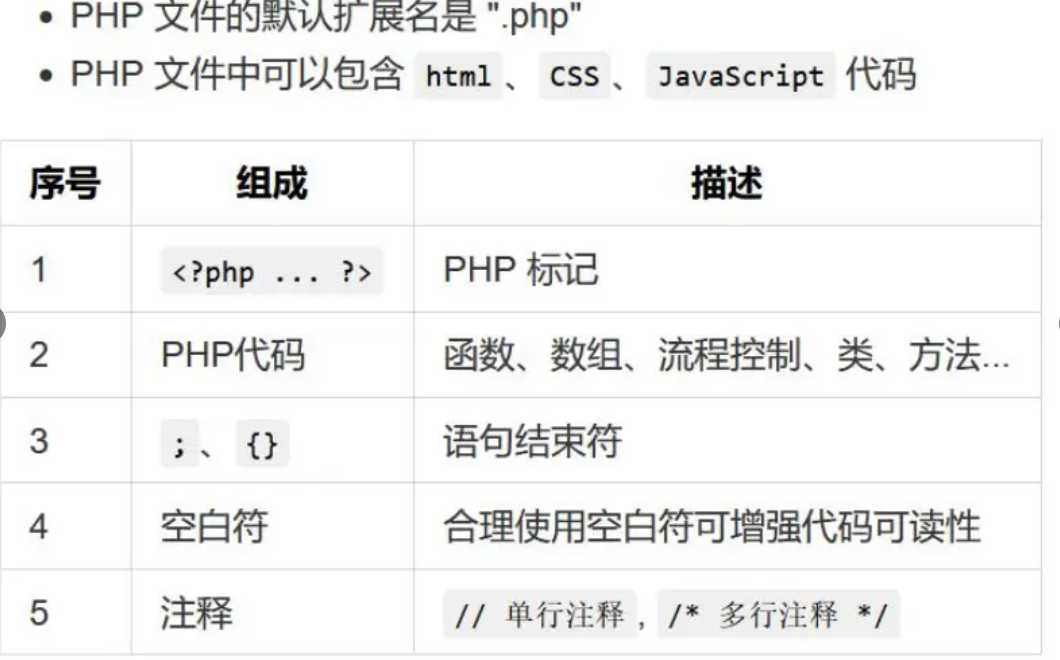 PHP 文件的默认扩展名是 ".php"
PHP 文件中可以包含 html、CSS、JavaScript 代码
序号 组成 描述
1 <?php ... ?> PHP 标记
2 PHP代码 函数、数组、流程控制、类、方法...
3 ;、{} 语句结束符
4 空白符 合理使用空白符可增强代码可读性
5 注释 // 单行注释, /* 多行注释 */